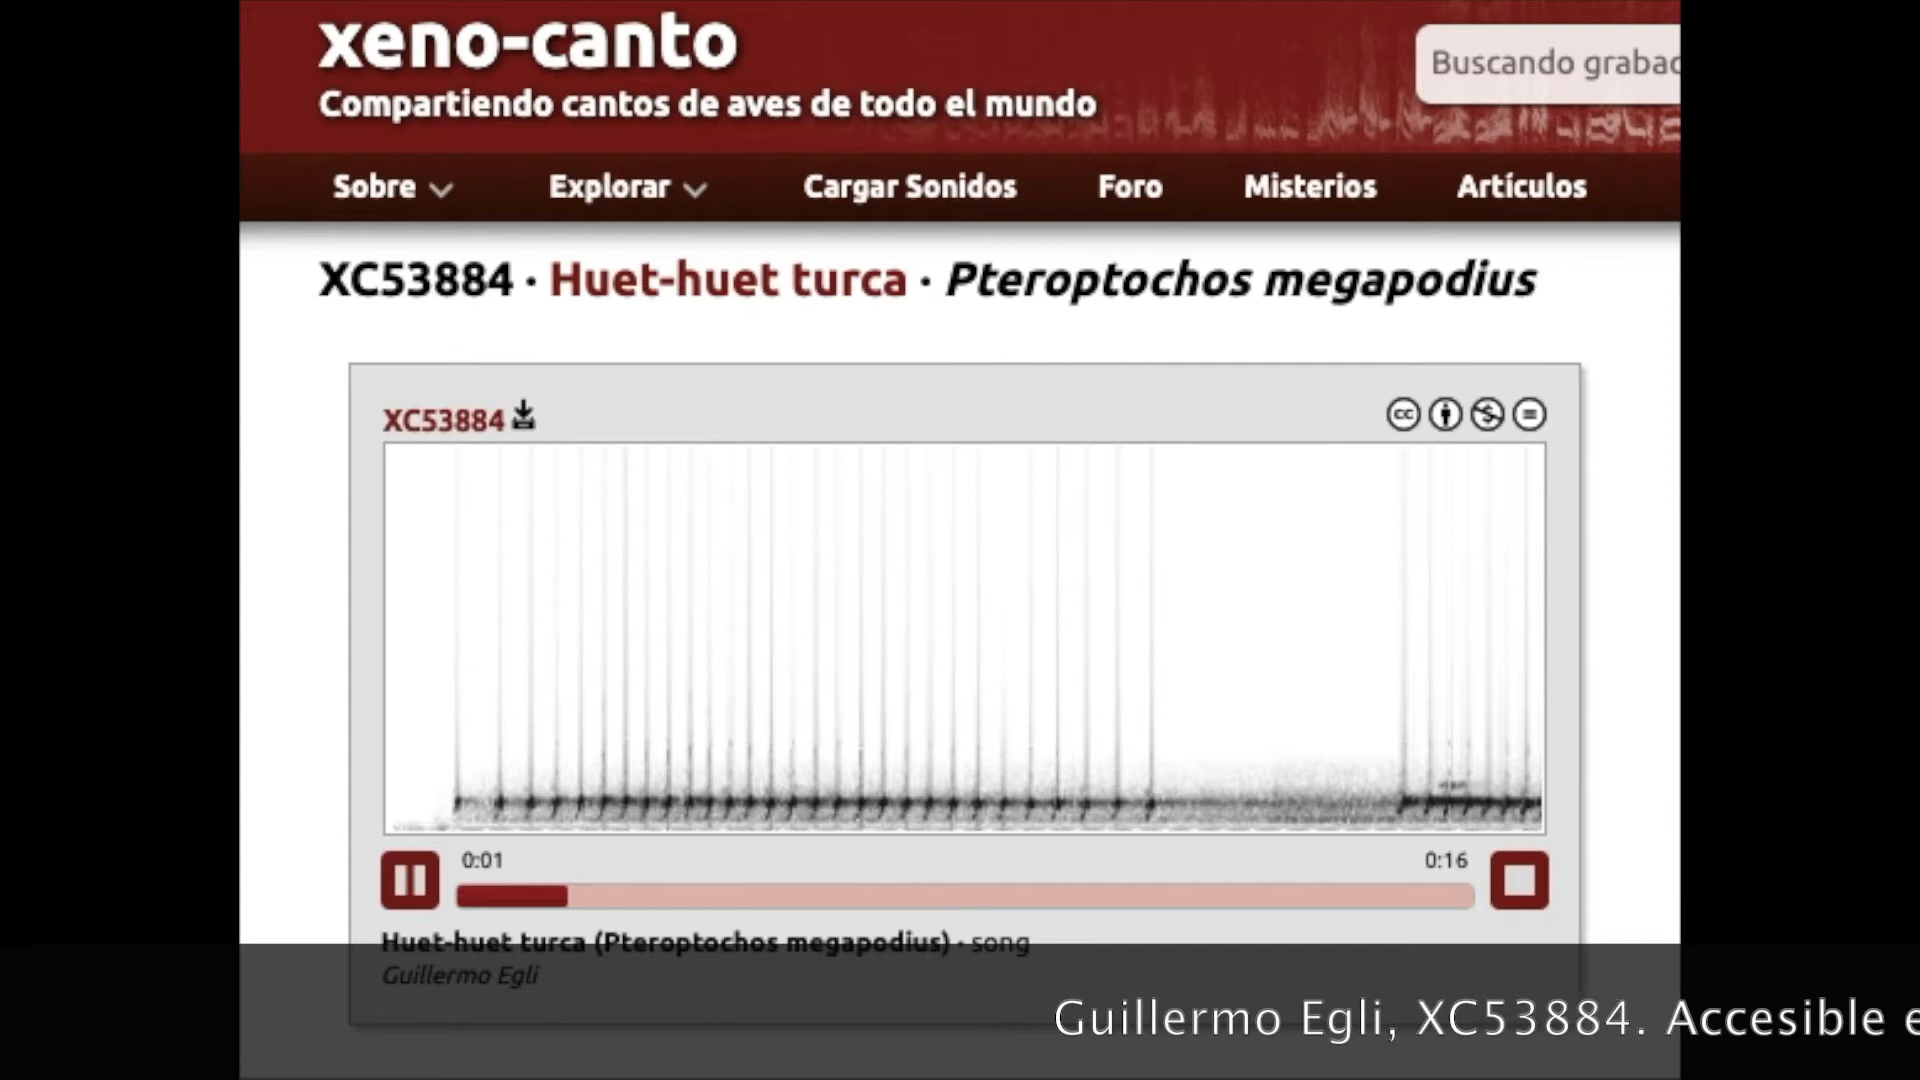 xeno-canto
Compartiendo cantos de aves de todo el mundo
Buscando grabac
Sobre Explorar Cargar Sonidos Foro Misterios Artículos
XC53884 · Huet-huet turca · Pteroptochos megapodius
XC53884
0:01 0:16
Huet-huet turca (Pteroptochos megapodius) · song
Guillermo Egli
Guillermo Egli, XC53884. Accesible e